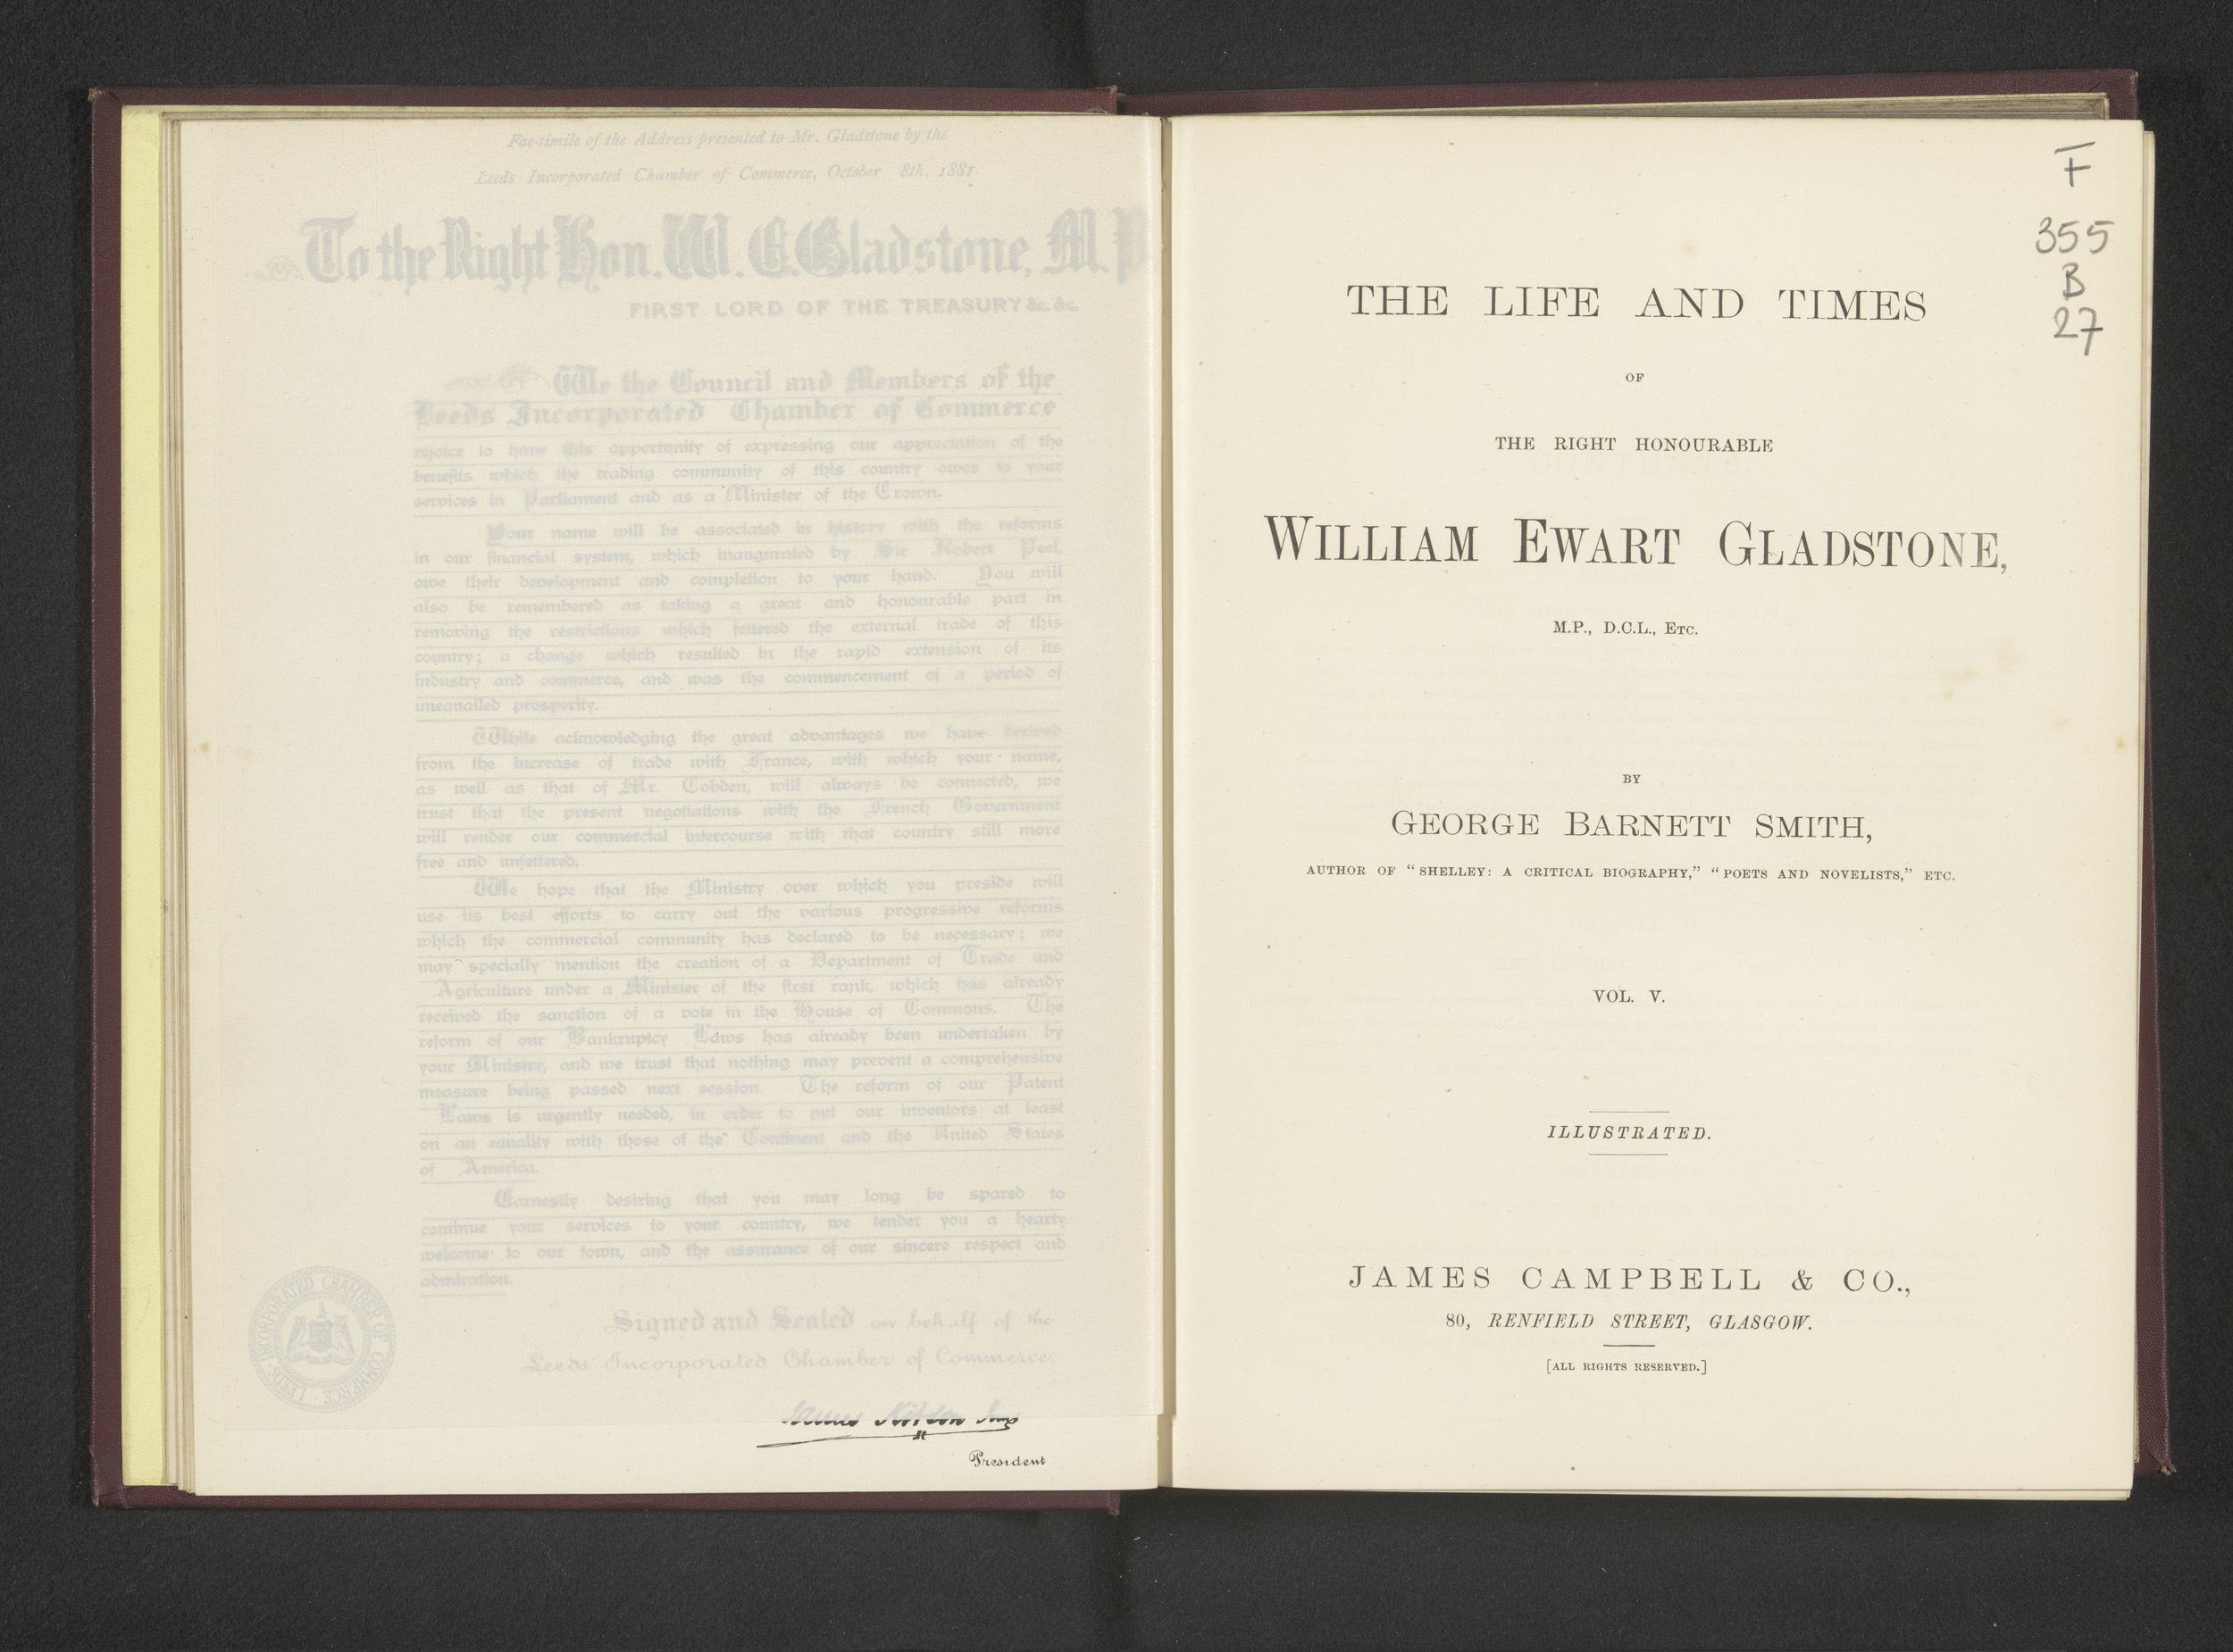 Fac-simile of the Address presented to Mr. Gladstone by the
Leeds Incorporated Chamber of Commerce, October 8th, 1881.
To the Right Hon. W. E. Gladstone, M.P
FIRST LORD OF THE TREASURY &c. &c.
We the Council and Members of the
Leeds Incorporated Chamber of Commerce
rejoice to have this opportunity of expressing our appreciation of the
benefits which the trading community of this country owes to your
services in Parliament and as a Minister of the Crown.
Your name will be associated in history with the reforms
in our financial system, which inaugurated by Sir Robert Peel,
owe their development and completion to your hand. You will
also be remembered as taking a great and honourable part in
removing the restrictions which fettered the external trade of this
country; a change which resulted in the rapid extension of its
industry and commerce, and was the commencement of a period of
unequalled prosperity.
While acknowledging the great advantages we have derived
from the increase of trade with France, with which your name,
as well as that of Mr. Cobden, will always be connected, we
trust that the present negotiations with the French Government
will render our commercial intercourse with that country still more
free and unfettered.
We hope that the Ministry over which you preside will
use its best efforts to carry out the various progressive reforms
which the commercial community has declared to be necessary; we
may specially mention the creation of a Department of Trade and
Agriculture under a Minister of the first rank, which has already
received the sanction of a vote in the House of Commons. The
reform of our Bankruptcy Laws has already been undertaken by
your Ministry, and we trust that nothing may prevent a comprehensive
measure being passed next session. The reform of our Patent
Laws is urgently needed, in order to put our inventors at least
on an equality with those of the Continent and the United States
of America.
Earnestly desiring that you may long be spared to
continue your services to your country, we tender you a hearty
welcome to our town, and the assurance of our sincere respect and
admiration.
Signed and Sealed on behalf of the
Leeds Incorporated Chamber of Commerce.
LEEDS INCORPORATED CHAMBER OF COMMERCE
James Kitson Jun
President
F
355
B
27
THE LIFE AND TIMES
OF
THE RIGHT HONOURABLE
WILLIAM EWART GLADSTONE,
M.P., D.C.L., ETC.
BY
GEORGE BARNETT SMITH,
AUTHOR OF "SHELLEY: A CRITICAL BIOGRAPHY," "POETS AND NOVELISTS," ETC.
VOL. V.
ILLUSTRATED.
JAMES CAMPBELL & CO.,
80, RENFIELD STREET, GLASGOW.
[ALL RIGHTS RESERVED.]